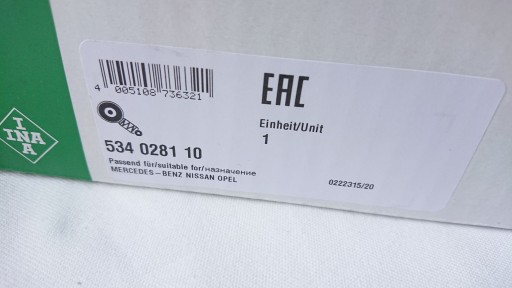 INA
INA
4 005108 736321
EAC
Einheit/Unit
1
534 0281 10
Passend für/suitable for/назначение
MERCEDES-BENZ NISSAN OPEL
0222315/20